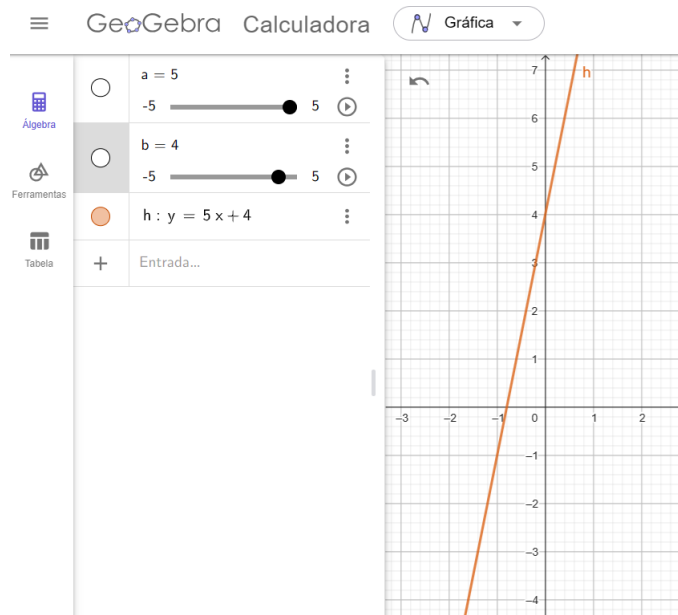 GeoGebra Calculadora Gráfica
Álgebra
Ferramentas
Tabela
a = 5
-5 5
b = 4
-5 5
h : y = 5 x + 4
Entrada...
h
7
6
5
4
3
2
1
–3 –2 –1 0 1 2
–1
–2
–3
–4